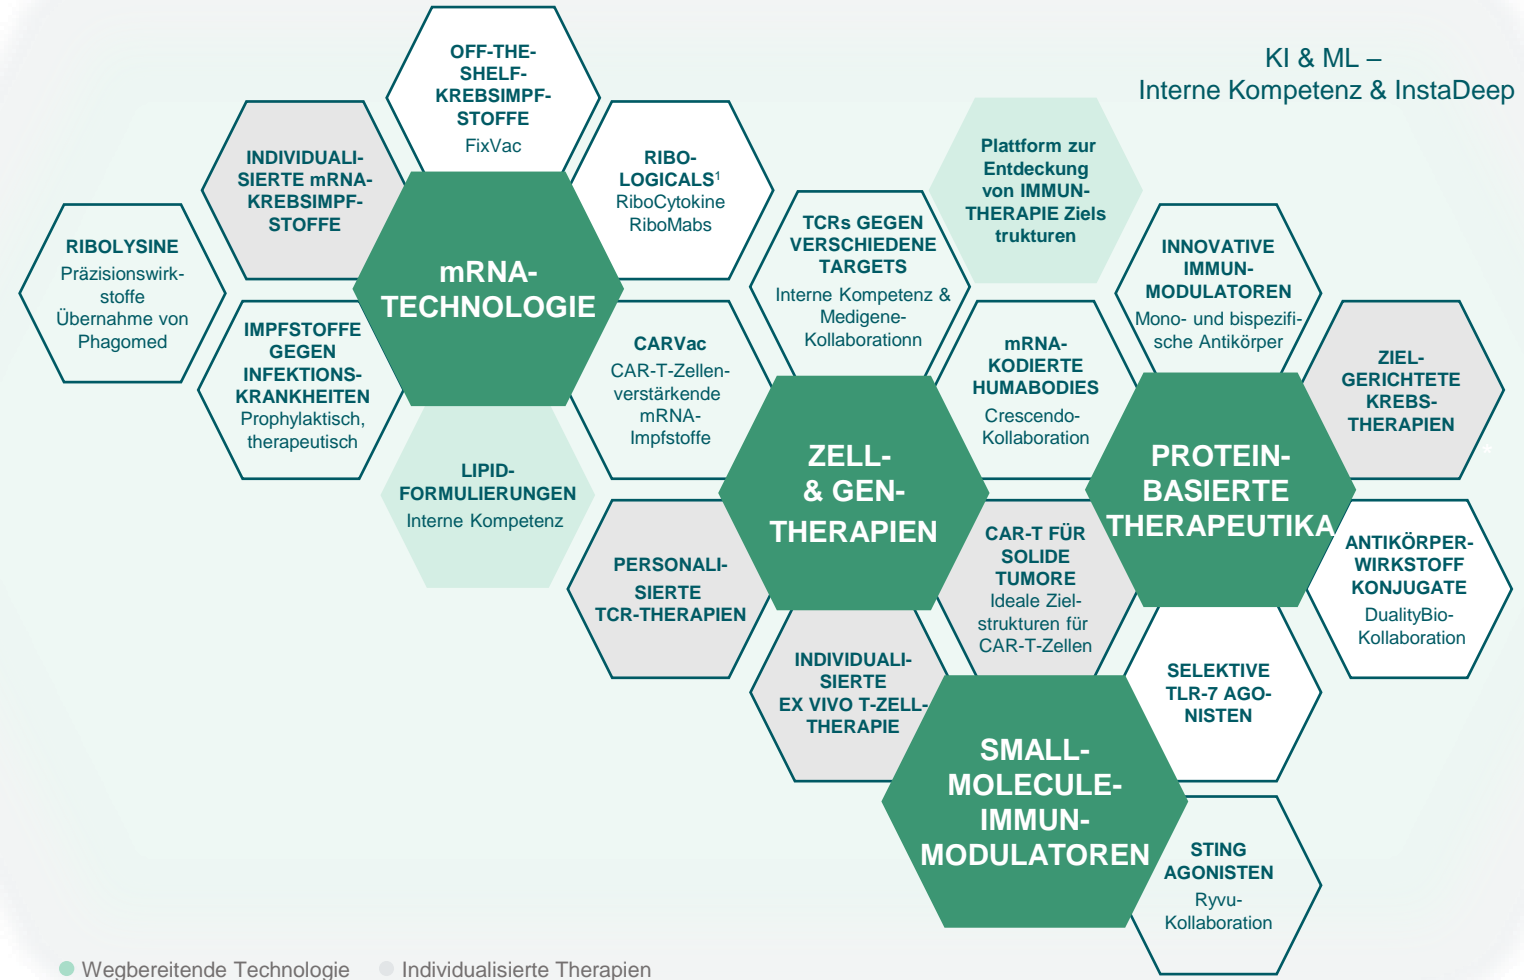 KI & ML –
Interne Kompetenz & InstaDeep
OFF-THE-
SHELF-
KREBSIMPF-
STOFFE
FixVac
INDIVIDUALI-
SIERTE mRNA-
KREBSIMPF-
STOFFE
RIBO-
LOGICALS¹
RiboCytokine
RiboMabs
RIBOLYSINE
Präzisionswirk-
stoffe
Übernahme von
Phagomed
mRNA-
TECHNOLOGIE
IMPFSTOFFE
GEGEN
INFEKTIONS-
KRANKHEITEN
Prophylaktisch,
therapeutisch
CARVac
CAR-T-Zellen-
verstärkende
mRNA-
Impfstoffe
LIPID-
FORMULIERUNGEN
Interne Kompetenz
TCRs GEGEN
VERSCHIEDENE
TARGETS
Interne Kompetenz &
Medigene-
Kollaborationn
Plattform zur
Entdeckung
von IMMUN-
THERAPIE Ziels
trukturen
mRNA-
KODIERTE
HUMABODIES
Crescendo-
Kollaboration
INNOVATIVE
IMMUN-
MODULATOREN
Mono- und bispezifi-
sche Antikörper
ZIEL-
GERICHTETE
KREBS-
THERAPIEN
*
ZELL-
& GEN-
THERAPIEN
PROTEIN-
BASIERTE
THERAPEUTIKA
PERSONALI-
SIERTE
TCR-THERAPIEN
CAR-T FÜR
SOLIDE
TUMORE
Ideale Ziel-
strukturen für
CAR-T-Zellen
ANTIKÖRPER-
WIRKSTOFF
KONJUGATE
DualityBio-
Kollaboration
INDIVIDUALI-
SIERTE
EX VIVO T-ZELL-
THERAPIE
SELEKTIVE
TLR-7 AGO-
NISTEN
SMALL-
MOLECULE-
IMMUN-
MODULATOREN
STING
AGONISTEN
Ryvu-
Kollaboration
Wegbereitende Technologie
Individualisierte Therapien